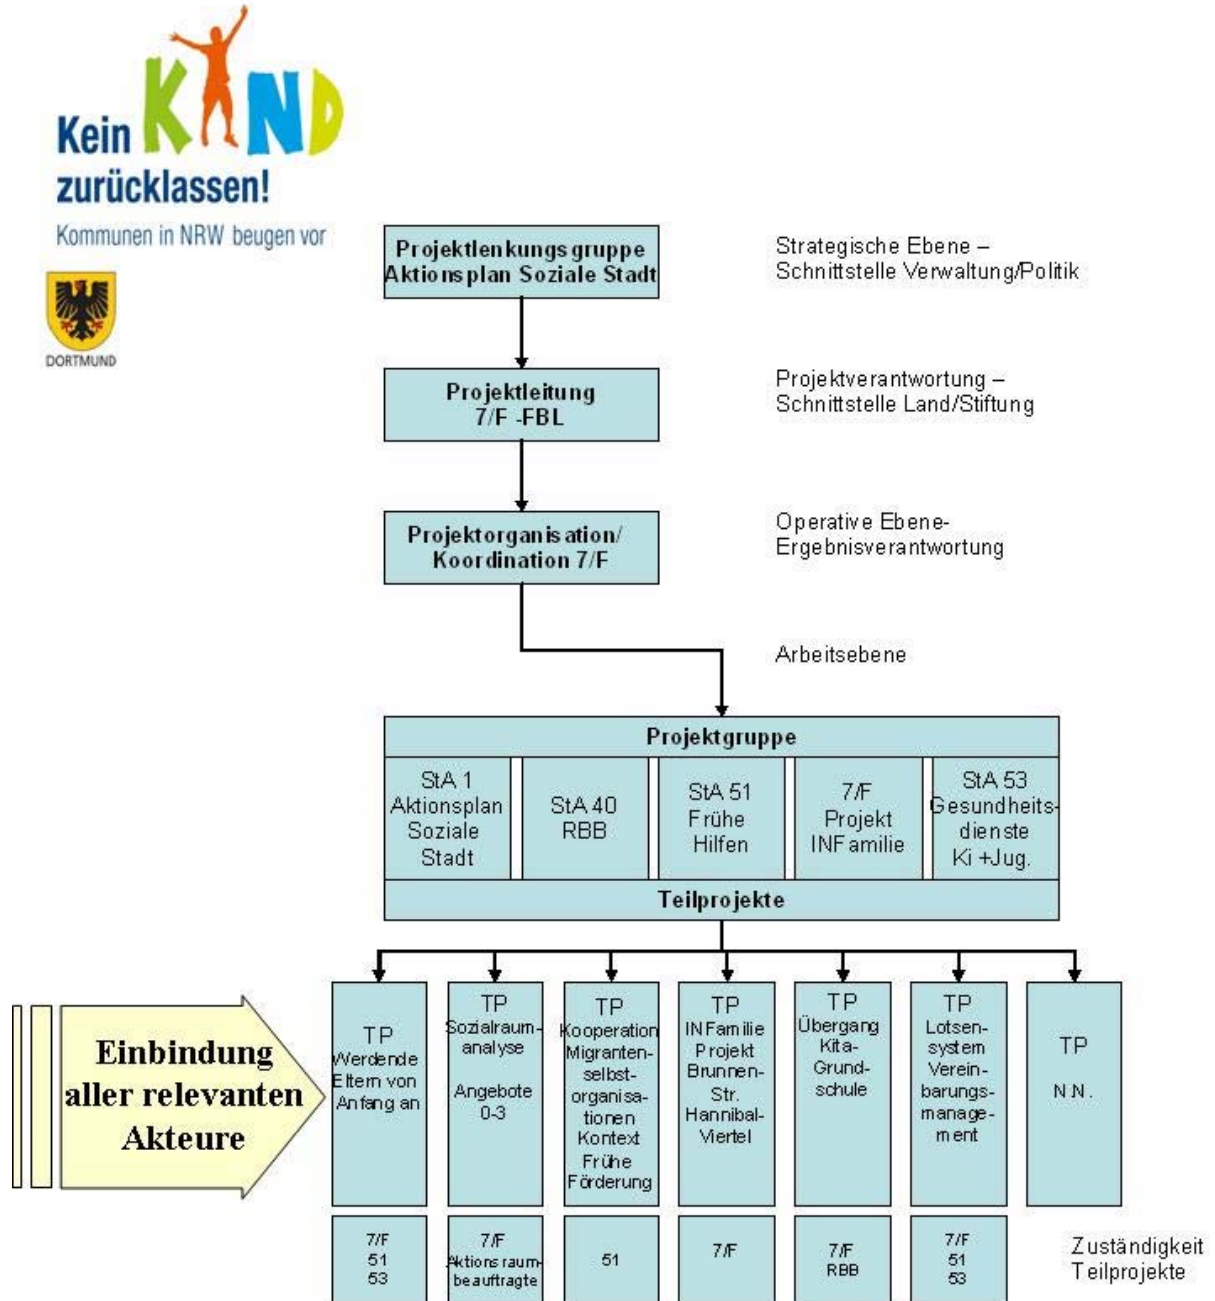 Kein KIND
zurücklassen!
Kommunen in NRW beugen vor
DORTMUND
Projektlenkungsgruppe
Aktionsplan Soziale Stadt
Strategische Ebene –
Schnittstelle Verwaltung/Politik
Projektleitung
7/F -FBL
Projektverantwortung –
Schnittstelle Land/Stiftung
Projektorganisation/
Koordination 7/F
Operative Ebene-
Ergebnisverantwortung
Arbeitsebene
Projektgruppe
StA 1
Aktionsplan
Soziale
Stadt
StA 40
RBB
StA 51
Frühe
Hilfen
7/F
Projekt
INFamilie
StA 53
Gesundheits-
dienste
Ki +Jug.
Teilprojekte
Einbindung
aller relevanten
Akteure
TP
Werdende
Eltern von
Anfang an
TP
Sozialraum-
analyse
Angebote
0-3
TP
Kooperation
Migranten-
selbst-
organisa-
tionen
Kontext
Frühe
Förderung
TP
INFamilie
Projekt
Brunnen-
Str.
Hannibal-
Viertel
TP
Übergang
Kita-
Grund-
schule
TP
Lotsen-
system
Verein-
barungs-
manage-
ment
TP
N.N.
7/F
51
53
7/F
Aktionsraum-
beauftragte
51
7/F
7/F
RBB
7/F
51
53
Zuständigkeit
Teilprojekte